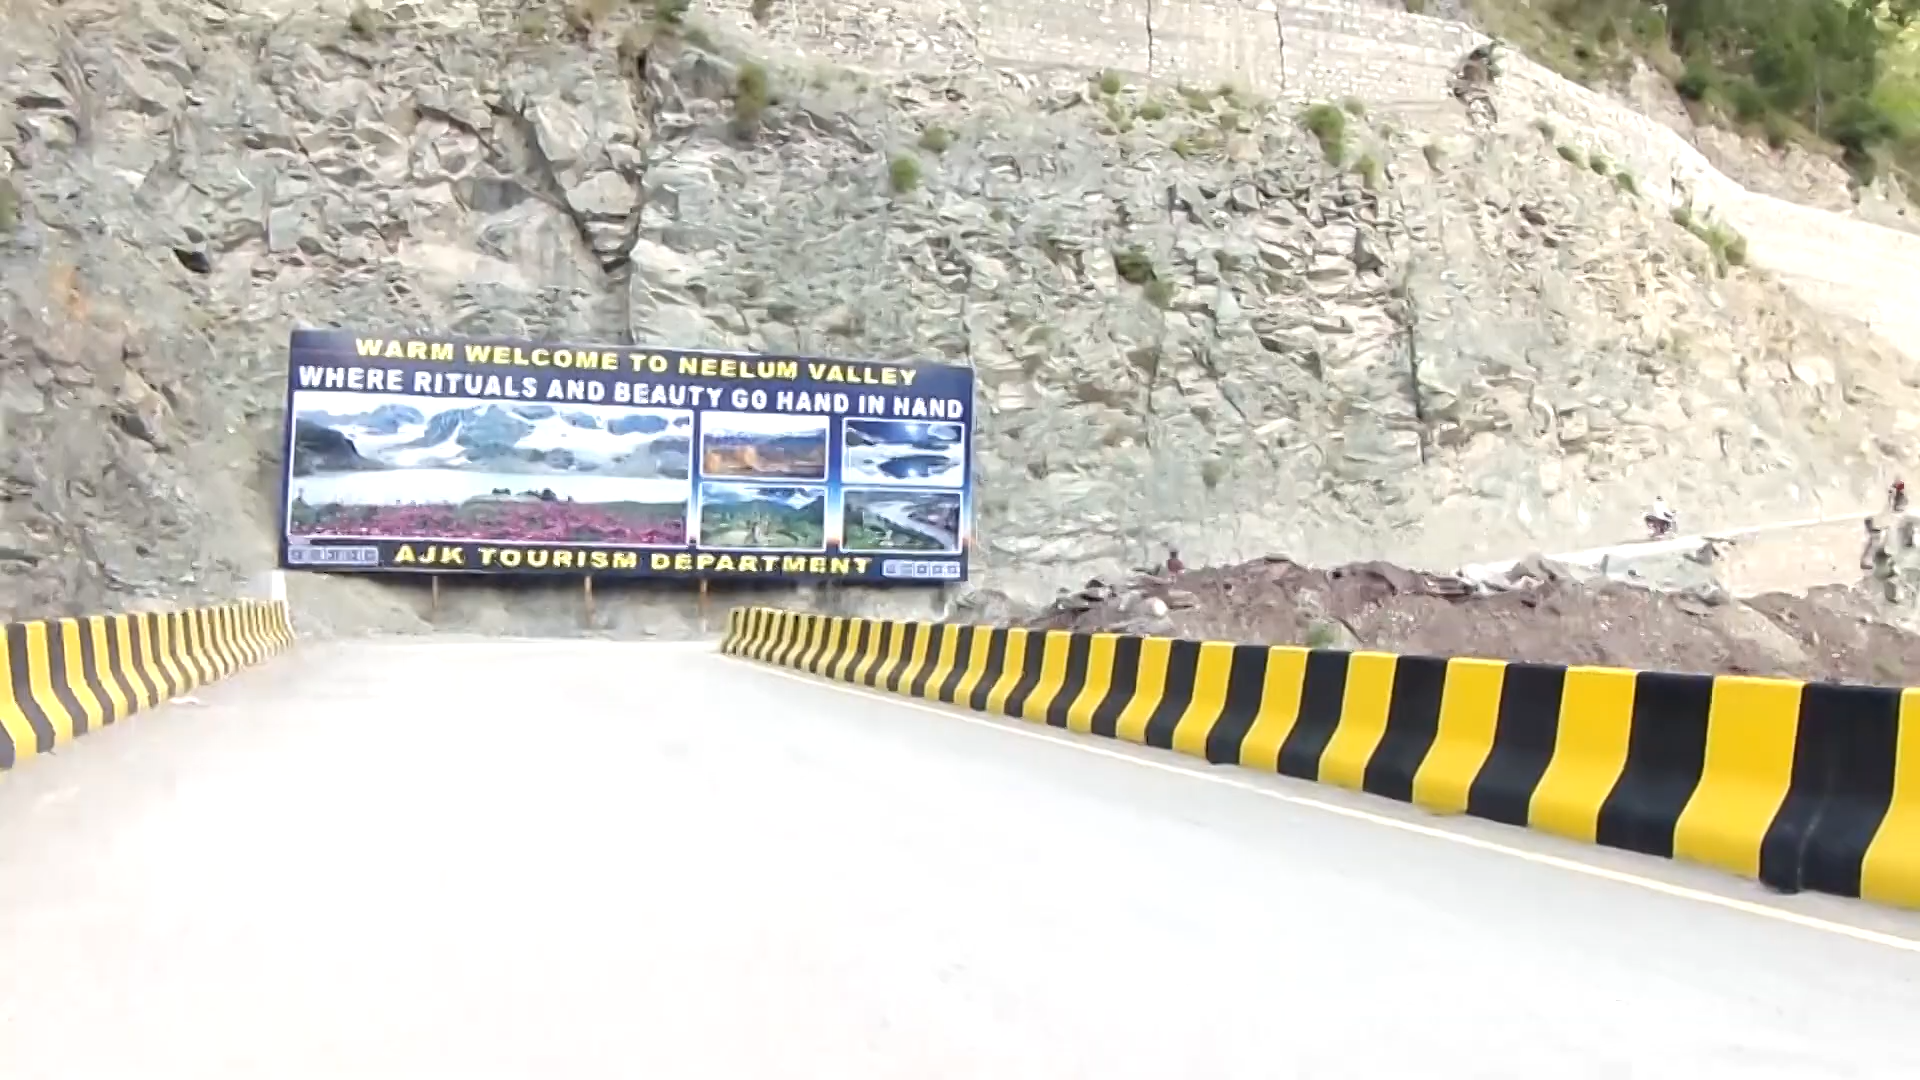 WARM WELCOME TO NEELUM VALLEY
WHERE RITUALS AND BEAUTY GO HAND IN HAND
AJK TOURISM DEPARTMENT